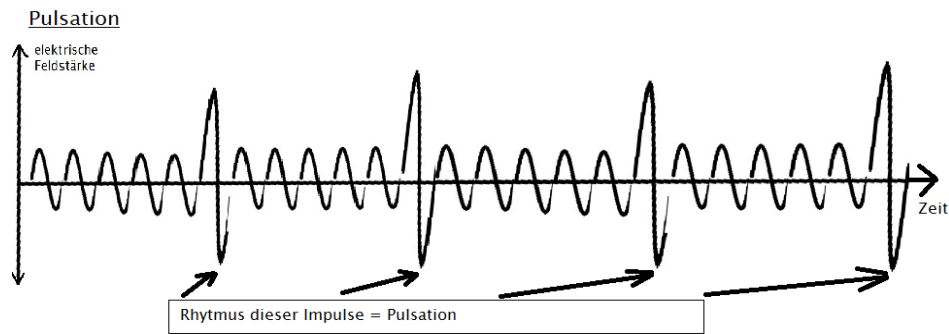 Pulsation
elektrische
Feldstärke
Zeit
Rhytmus dieser Impulse = Pulsation